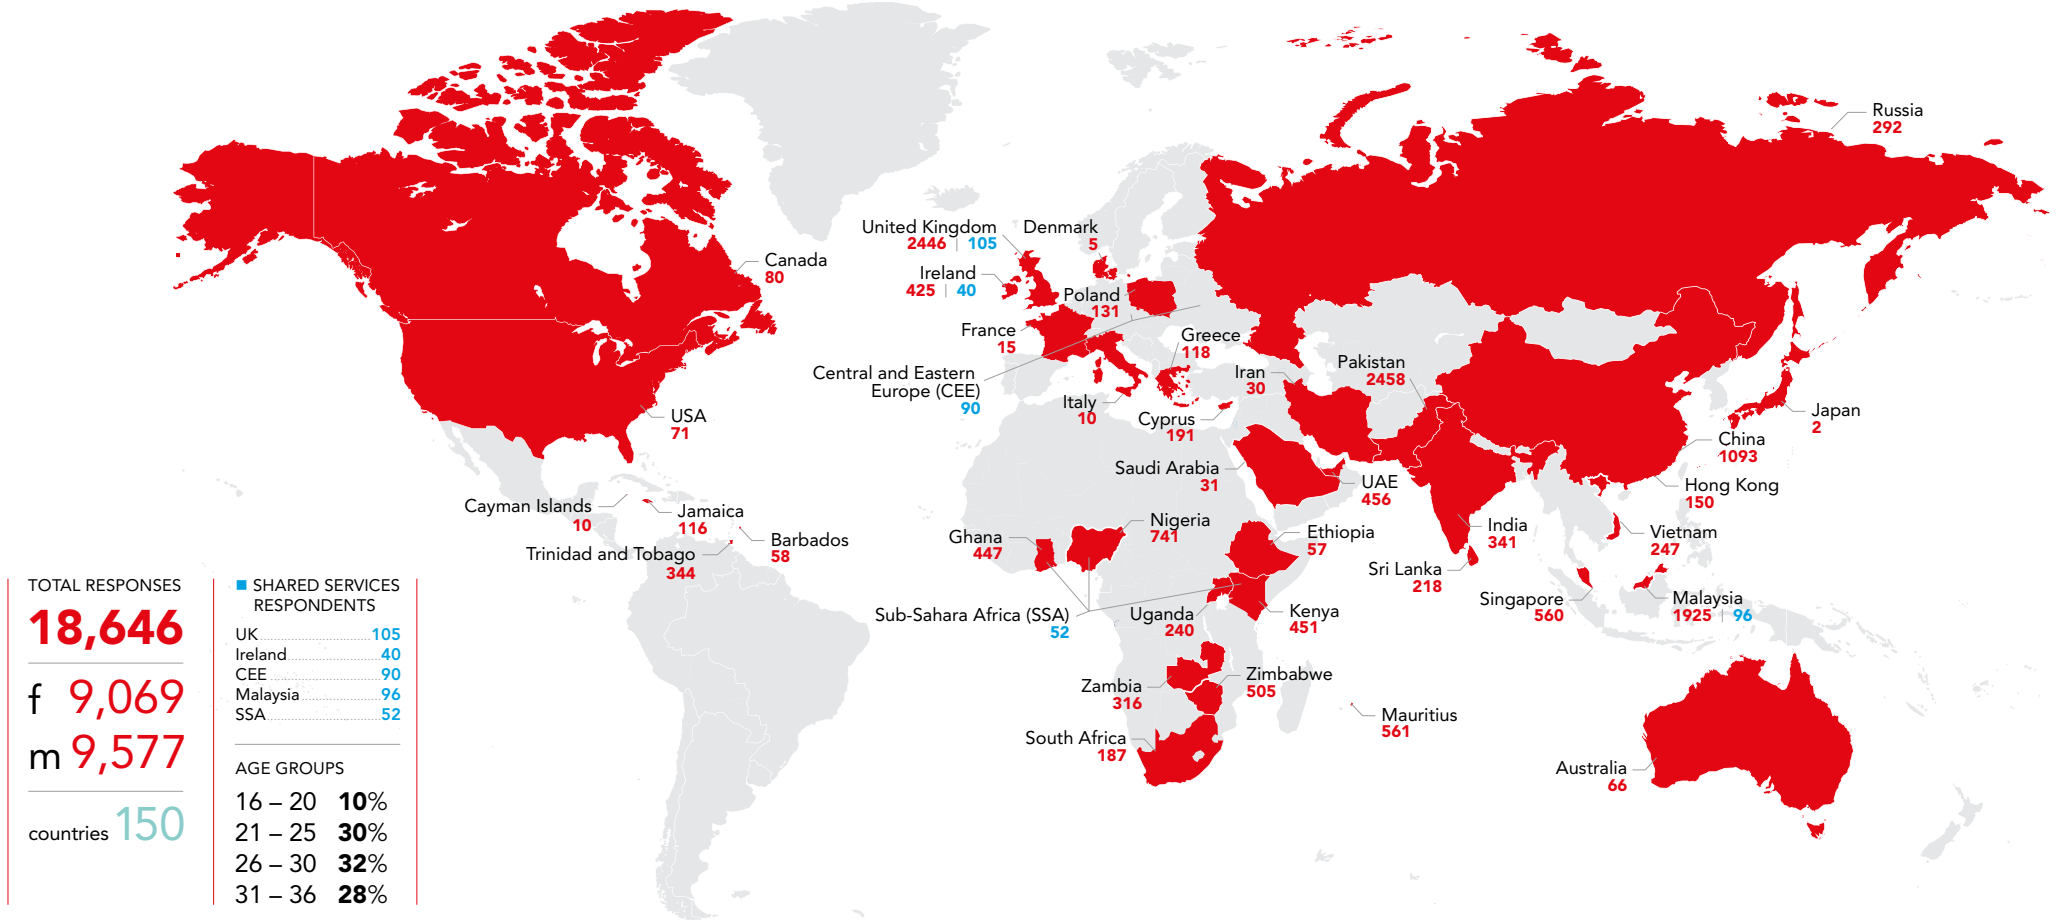 Russia
292
United Kingdom
2446 | 105
Denmark
5
Canada
80
Ireland
425 | 40
Poland
131
France
15
Greece
118
Central and Eastern
Europe (CEE)
90
Iran
30
Pakistan
2458
Italy
10
Cyprus
191
USA
71
Japan
2
China
1093
Saudi Arabia
31
UAE
456
Hong Kong
150
Cayman Islands
10
Jamaica
116
Barbados
58
Trinidad and Tobago
344
Ghana
447
Nigeria
741
Ethiopia
57
India
341
Vietnam
247
Sri Lanka
218
Singapore
560
Malaysia
1925 | 96
Sub-Sahara Africa (SSA)
52
Uganda
240
Kenya
451
Zambia
316
Zimbabwe
505
Mauritius
561
South Africa
187
Australia
66
TOTAL RESPONSES
18,646
f 9,069
m 9,577
countries 150
SHARED SERVICES
RESPONDENTS
UK 105
Ireland 40
CEE 90
Malaysia 96
SSA 52
AGE GROUPS
16 – 20 10%
21 – 25 30%
26 – 30 32%
31 – 36 28%